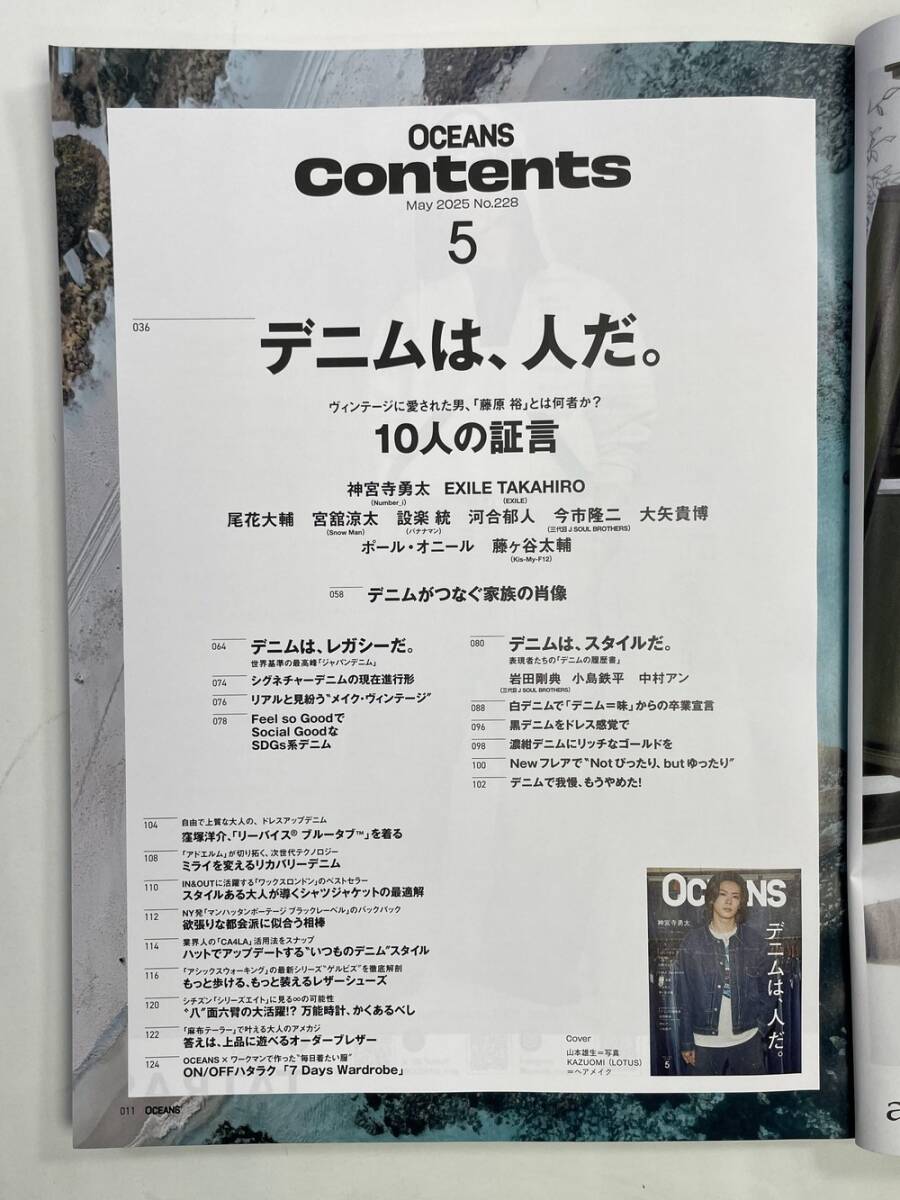 OCEANS
Contents
May 2025 No.228
5
036
デニムは、人だ。
ヴィンテージに愛された男、「藤原 裕」とは何者か？
10人の証言
神宮寺勇太 EXILE TAKAHIRO
(Number_i) (EXILE)
尾花大輔 宮舘涼太 設楽 統 河合郁人 今市隆二 大矢貴博
(Snow Man) (バナナマン) (三代目 J SOUL BROTHERS)
ポール・オニール 藤ヶ谷太輔
(Kis-My-F12)
058 デニムがつなぐ家族の肖像
064 デニムは、レガシーだ。
世界基準の最高峰「ジャパンデニム」
074 シグネチャーデニムの現在進行形
076 リアルと見紛う“メイク・ヴィンテージ”
078 Feel so Goodで
Social Goodな
SDGs系デニム
080 デニムは、スタイルだ。
表現者たちの「デニムの履歴書」
岩田剛典 小島鉄平 中村アン
(三代目 J SOUL BROTHERS)
088 白デニムで「デニム＝味」からの卒業宣言
096 黒デニムをドレス感覚で
098 濃紺デニムにリッチなゴールドを
100 Newフレアで“Notぴったり、butゆったり”
102 デニムで我慢、もうやめた！
104 自由で上質な大人の、ドレスアップデニム
窪塚洋介、「リーバイス® ブルータブ™」を着る
108 「アドエルム」が切り拓く、次世代テクノロジー
ミライを変えるリカバリーデニム
110 IN&OUTに活躍する「ワックスロンドン」のベストセラー
スタイルある大人が導くシャツジャケットの最適解
112 NY発「マンハッタンポーテージ ブラックレーベル」のバックパック
欲張りな都会派に似合う相棒
114 業界人の「CA4LA」活用法をスナップ
ハットでアップデートする“いつものデニム”スタイル
116 「アシックスウォーキング」の最新シリーズ“ゲルビズ”を徹底解剖
もっと歩ける、もっと装えるレザーシューズ
120 シチズン「シリーズエイト」に見る∞の可能性
“八”面六臂の大活躍!? 万能時計、かくあるべし
122 「麻布テーラー」で叶える大人のアメカジ
答えは、上品に遊べるオーダーブレザー
124 OCEANS × ワークマンで作った“毎日着たい服”
ON/OFFハタラク「7 Days Wardrobe」
Cover
山本雄生＝写真
KAZUOMI（LOTUS）
＝ヘアメイク
OCEANS
神宮寺勇太
デニムは、人だ。
5
011 OCEANS
a